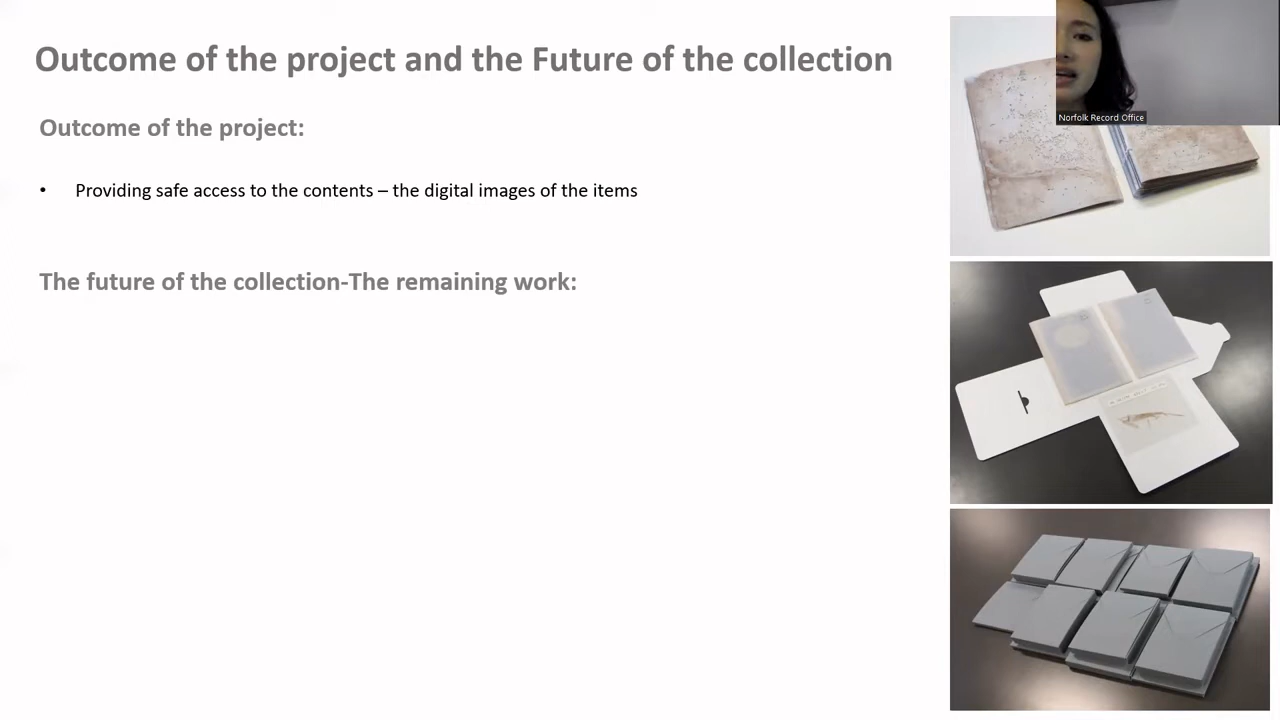 Outcome of the project and the Future of the collection
Norfolk Record Office
Outcome of the project:
• Providing safe access to the contents – the digital images of the items
The future of the collection-The remaining work: